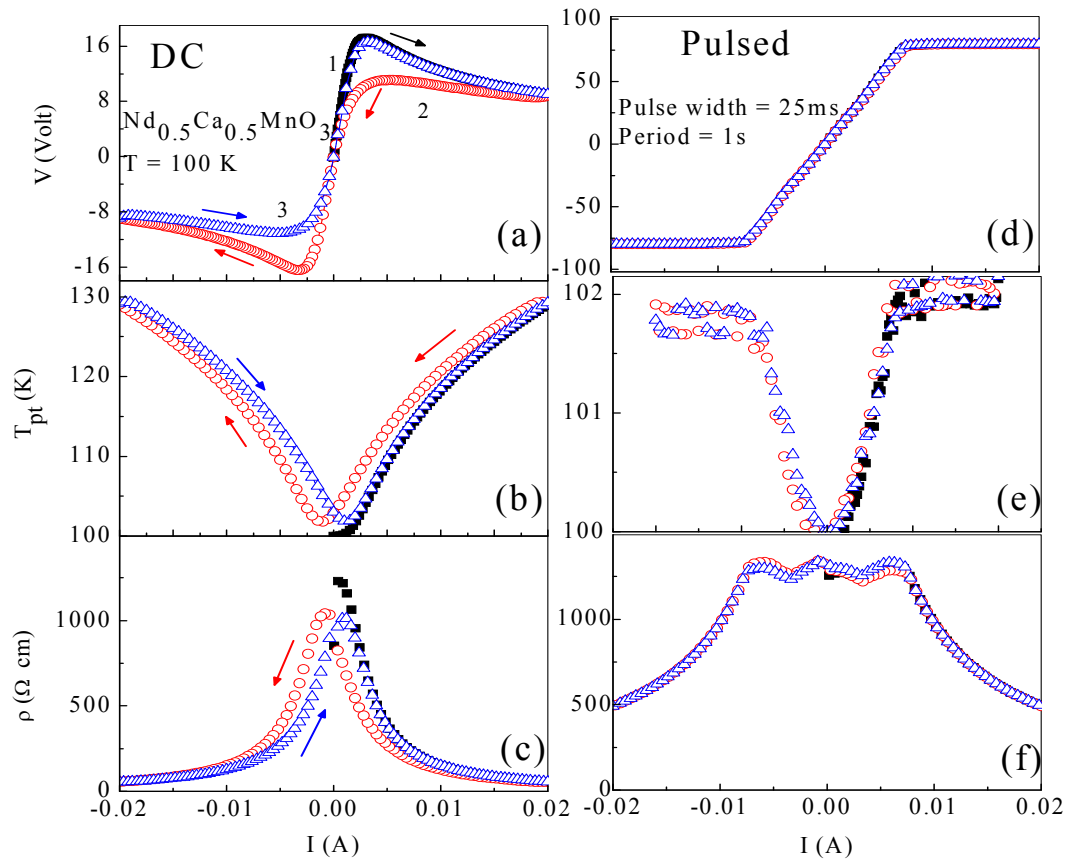 DC
Nd0.5Ca0.5MnO3
T = 100 K
1
2
3
(a)
V (Volt)
16
8
0
-8
-16
Pulsed
Pulse width = 25ms
Period = 1s
(d)
100
50
0
-50
-100
(b)
Tpt (K)
130
120
110
100
(e)
102
101
100
(c)
ρ (Ω cm)
1000
500
0
-0.02 -0.01 0.00 0.01 0.02
I (A)
(f)
1000
500
0
-0.02 -0.01 0.00 0.01 0.02
I (A)